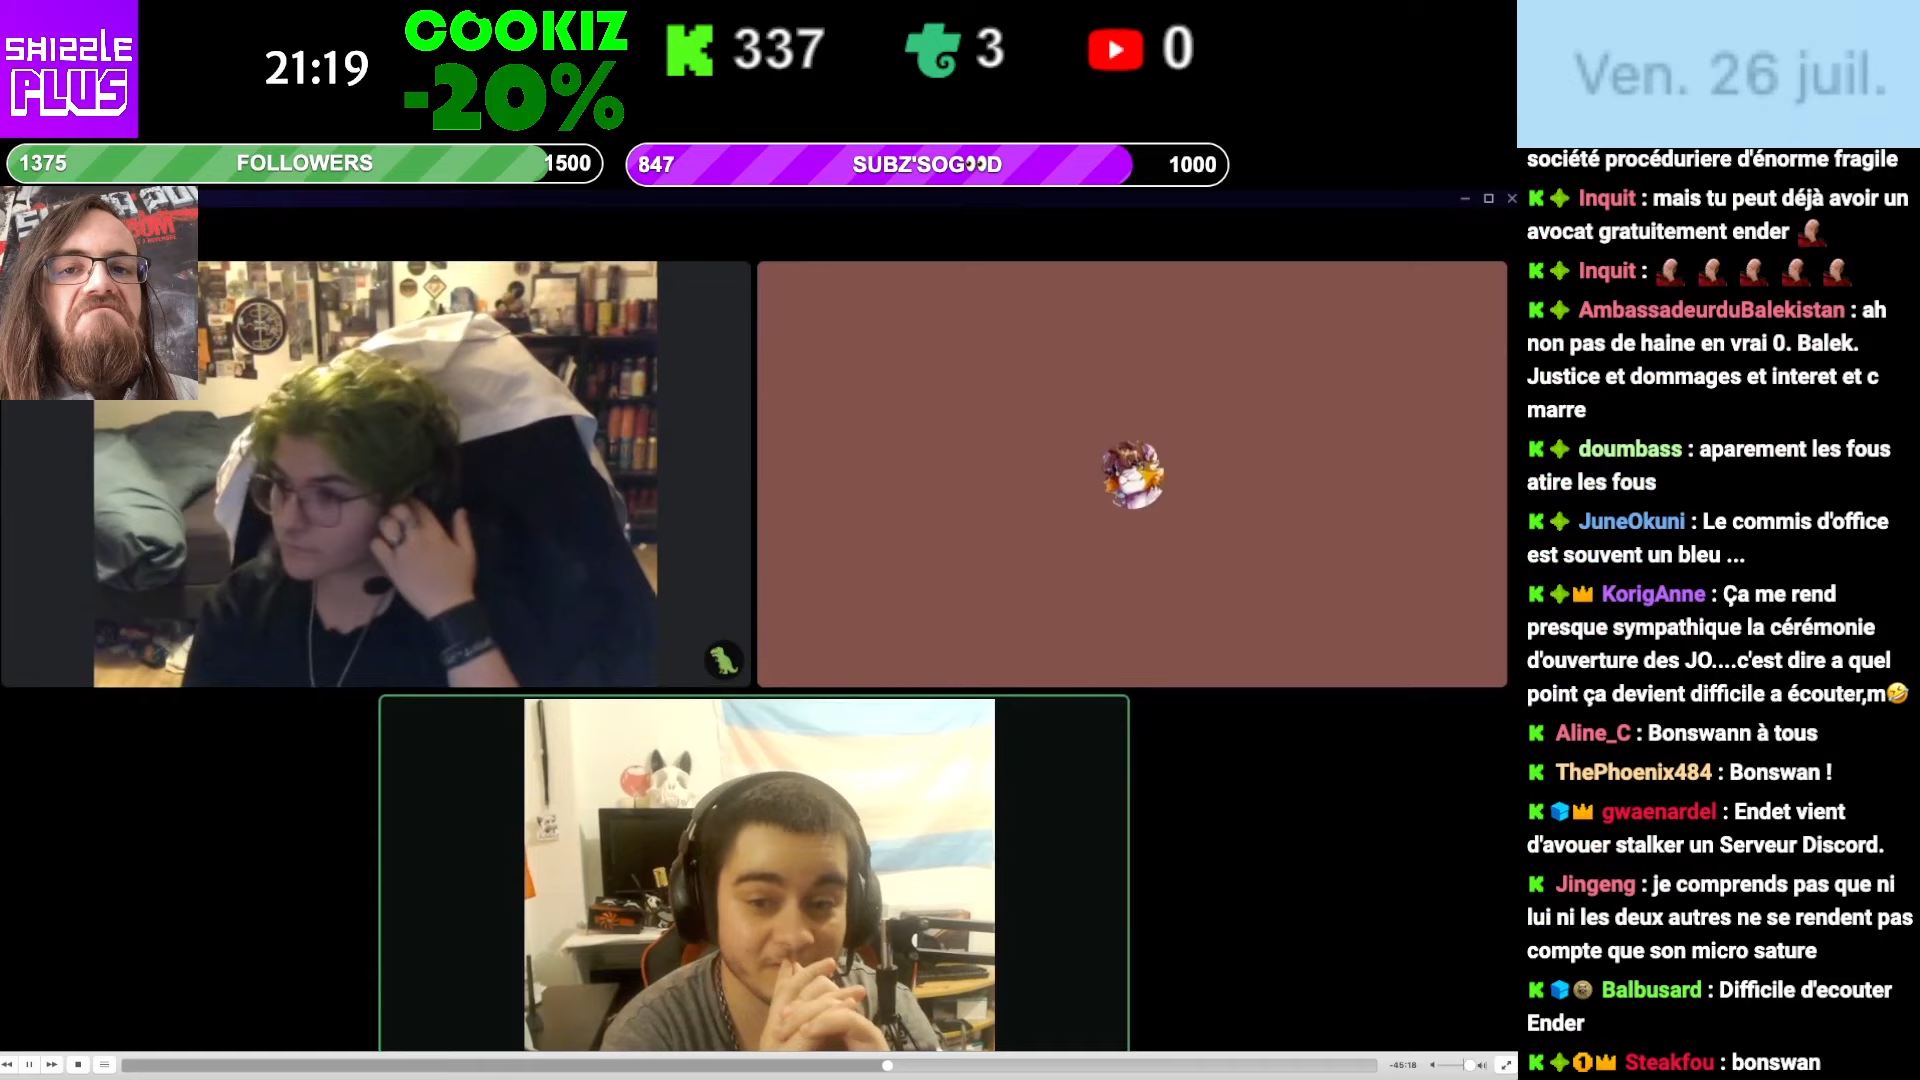 SHIZZLE
PLUS
21:19
COOKIZ
-20%
337
3
0
Ven. 26 juil.
1375 FOLLOWERS 1500
847 SUBZ'SOG👀D 1000
société procéduriere d'énorme fragile
Inquit : mais tu peut déjà avoir un
avocat gratuitement ender
Inquit :
AmbassadeurduBalekistan : ah
non pas de haine en vrai 0. Balek.
Justice et dommages et interet et c
marre
doumbass : aparement les fous
atire les fous
JuneOkuni : Le commis d'office
est souvent un bleu ...
KorigAnne : Ça me rend
presque sympathique la cérémonie
d'ouverture des JO....c'est dire a quel
point ça devient difficile a écouter,m🤣
Aline_C : Bonswann à tous
ThePhoenix484 : Bonswan !
gwaenardel : Endet vient
d'avouer stalker un Serveur Discord.
Jingeng : je comprends pas que ni
lui ni les deux autres ne se rendent pas
compte que son micro sature
Balbusard : Difficile d'ecouter
Ender
Steakfou : bonswan
-45:18